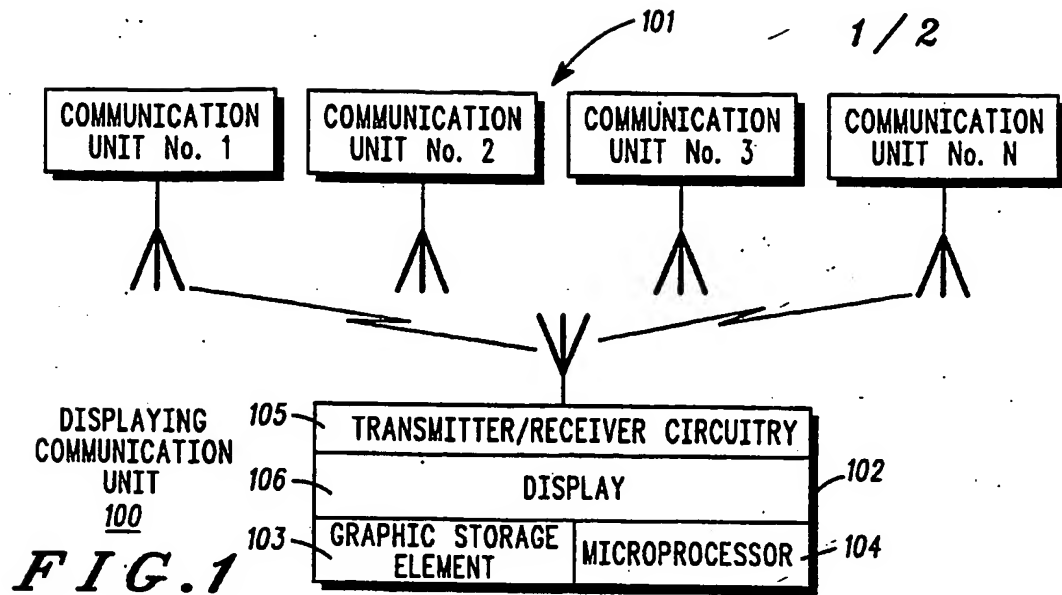 101
1/2
COMMUNICATION
UNIT No. 1
COMMUNICATION
UNIT No. 2
COMMUNICATION
UNIT No. 3
COMMUNICATION
UNIT No. N
DISPLAYING
COMMUNICATION
UNIT
100
105
TRANSMITTER/RECEIVER CIRCUITRY
106
DISPLAY
102
103
GRAPHIC STORAGE
ELEMENT
MICROPROCESSOR
104
FIG.1